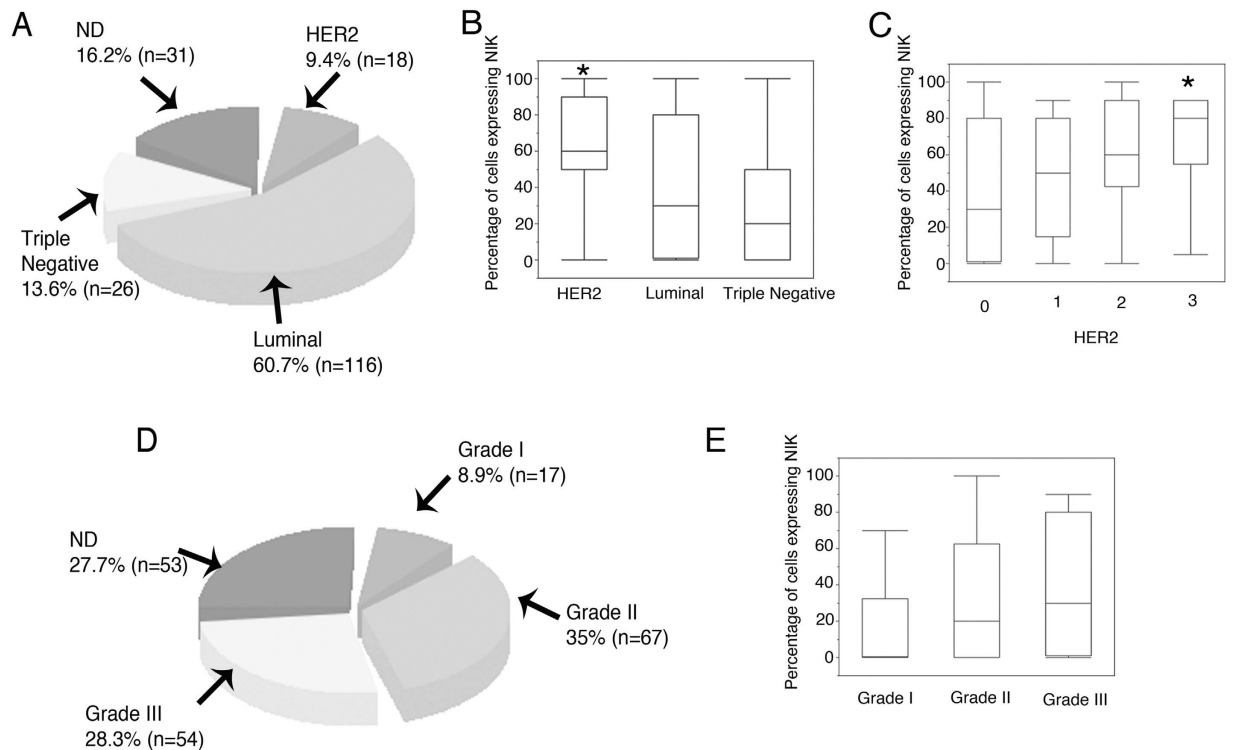 A
ND
16.2% (n=31)
HER2
9.4% (n=18)
Triple
Negative
13.6% (n=26)
Luminal
60.7% (n=116)
B
Percentage of cells expressing NIK
100
80
60
40
20
0
*
HER2 Luminal Triple Negative
C
Percentage of cells expressing NIK
100
80
60
40
20
0
*
0 1 2 3
HER2
D
Grade I
8.9% (n=17)
ND
27.7% (n=53)
Grade II
35% (n=67)
Grade III
28.3% (n=54)
E
Percentage of cells expressing NIK
100
80
60
40
20
0
Grade I Grade II Grade III